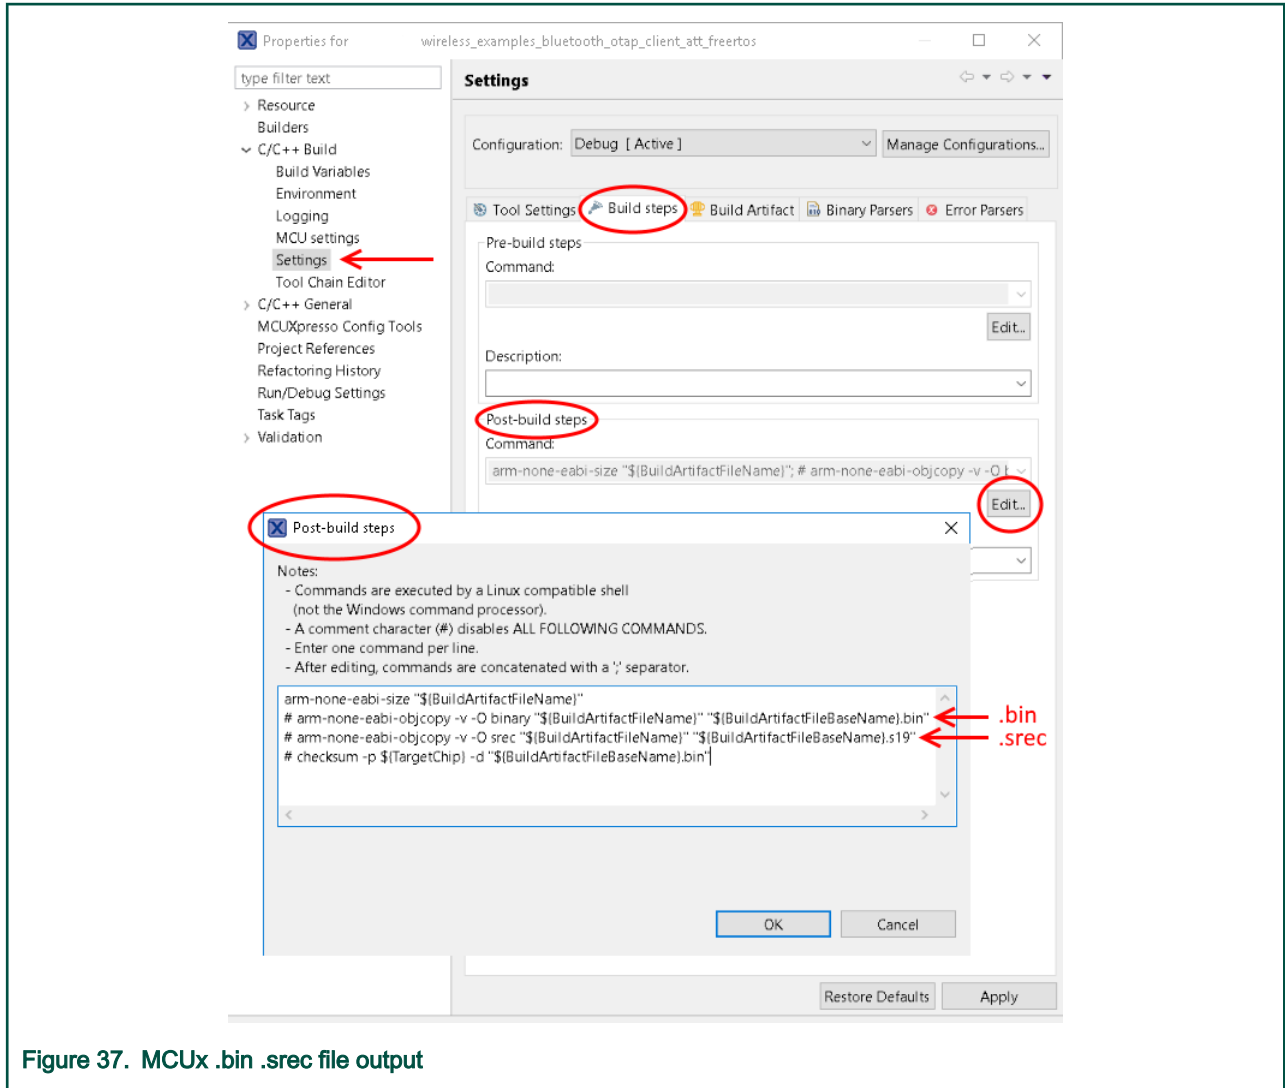 Properties for wireless_examples_bluetooth_otap_client_att_freertos
type filter text
Resource
Builders
C/C++ Build
Build Variables
Environment
Logging
MCU settings
Settings
Tool Chain Editor
C/C++ General
MCUXpresso Config Tools
Project References
Refactoring History
Run/Debug Settings
Task Tags
Validation
Settings
Configuration: Debug [ Active ] Manage Configurations...
Tool Settings Build steps Build Artifact Binary Parsers Error Parsers
Pre-build steps
Command:
Edit...
Description:
Post-build steps
Command:
arm-none-eabi-size "${BuildArtifactFileName}"; # arm-none-eabi-objcopy -v -O b
Edit...
Post-build steps
Notes:
- Commands are executed by a Linux compatible shell
(not the Windows command processor).
- A comment character (#) disables ALL FOLLOWING COMMANDS.
- Enter one command per line.
- After editing, commands are concatenated with a ';' separator.
arm-none-eabi-size "${BuildArtifactFileName}"
# arm-none-eabi-objcopy -v -O binary "${BuildArtifactFileName}" "${BuildArtifactFileBaseName}.bin" .bin
# arm-none-eabi-objcopy -v -O srec "${BuildArtifactFileName}" "${BuildArtifactFileBaseName}.s19" .srec
# checksum -p ${TargetChip} -d "${BuildArtifactFileBaseName}.bin"
OK Cancel
Restore Defaults Apply
Figure 37. MCUx .bin .srec file output